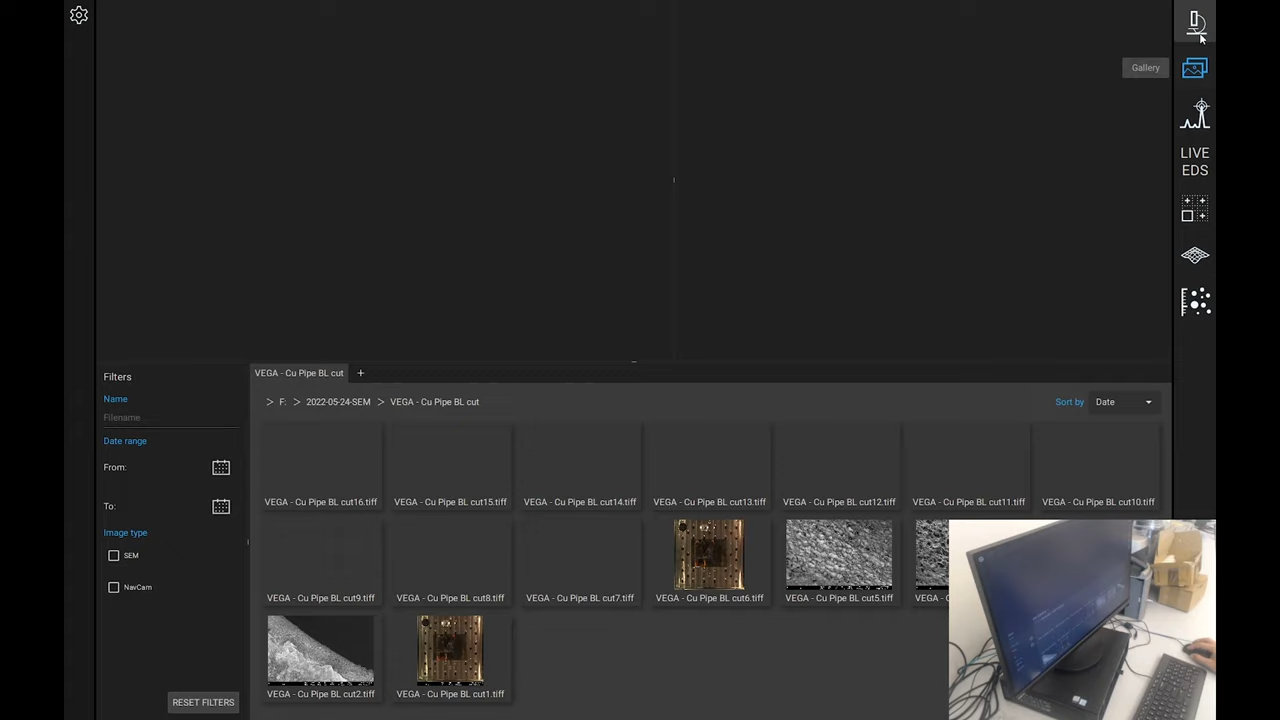 Gallery
LIVE
EDS
VEGA - Cu Pipe BL cut +
Filters
Name
Filename
Date range
From:
To:
Image type
SEM
NavCam
RESET FILTERS
> F: > 2022-05-24-SEM > VEGA - Cu Pipe BL cut
Sort by Date
VEGA - Cu Pipe BL cut16.tiff
VEGA - Cu Pipe BL cut15.tiff
VEGA - Cu Pipe BL cut14.tiff
VEGA - Cu Pipe BL cut13.tiff
VEGA - Cu Pipe BL cut12.tiff
VEGA - Cu Pipe BL cut11.tiff
VEGA - Cu Pipe BL cut10.tiff
VEGA - Cu Pipe BL cut9.tiff
VEGA - Cu Pipe BL cut8.tiff
VEGA - Cu Pipe BL cut7.tiff
VEGA - Cu Pipe BL cut6.tiff
VEGA - Cu Pipe BL cut5.tiff
VEGA - C
VEGA - Cu Pipe BL cut2.tiff
VEGA - Cu Pipe BL cut1.tiff